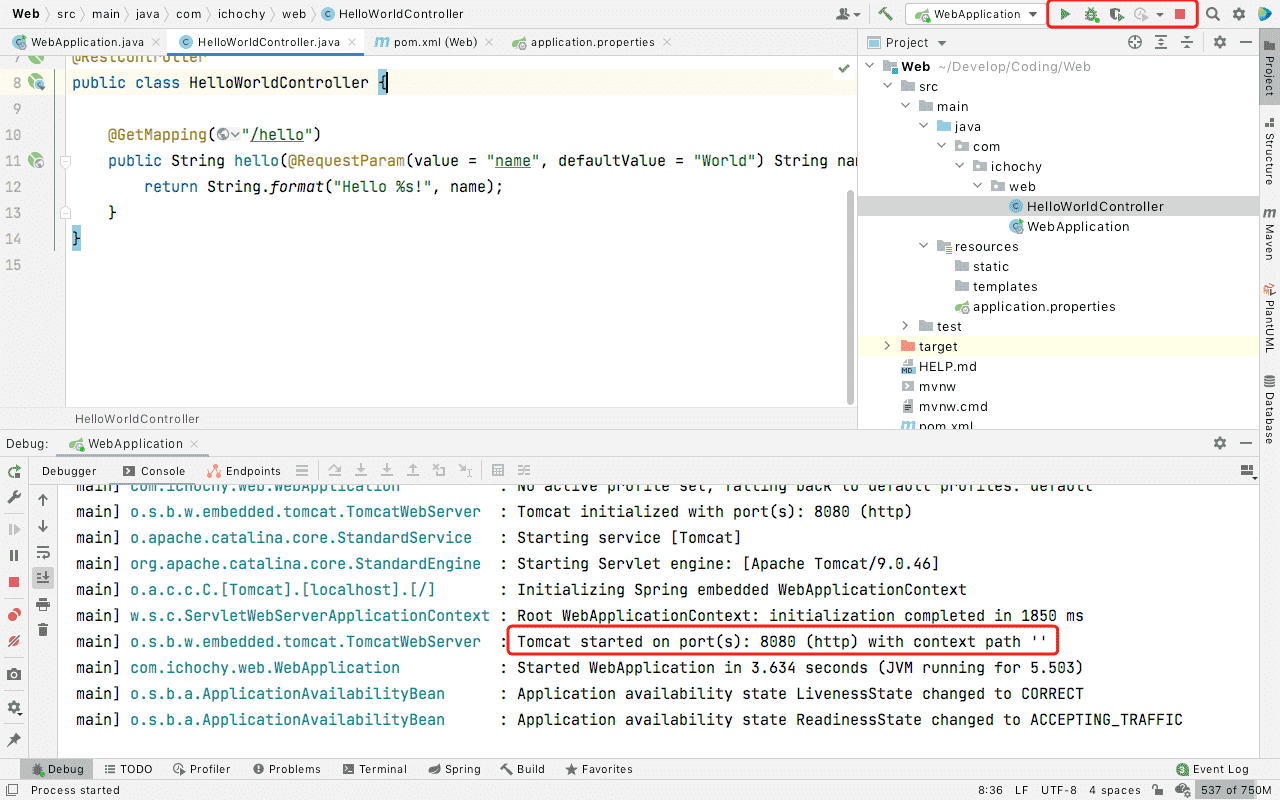 Web src main java com ichochy web HelloWorldController WebApplication
WebApplication.java HelloWorldController.java pom.xml (Web) application.properties
7 @RestController
8 public class HelloWorldController {
9
10 @GetMapping("/hello")
11 public String hello(@RequestParam(value = "name", defaultValue = "World") String na
12 return String.format("Hello %s!", name);
13 }
14 }
15
HelloWorldController
Project
Web ~/Develop/Coding/Web
src
main
java
com
ichochy
web
HelloWorldController
WebApplication
resources
static
templates
application.properties
test
target
HELP.md
mvnw
mvnw.cmd
pom.xml
Project
Structure
Maven
PlantUML
Database
Debug: WebApplication
Debugger Console Endpoints
main] com.ichochy.web.WebApplication : No active profile set, falling back to default profiles: default
main] o.s.b.w.embedded.tomcat.TomcatWebServer : Tomcat initialized with port(s): 8080 (http)
main] o.apache.catalina.core.StandardService : Starting service [Tomcat]
main] org.apache.catalina.core.StandardEngine : Starting Servlet engine: [Apache Tomcat/9.0.46]
main] o.a.c.c.C.[Tomcat].[localhost].[/] : Initializing Spring embedded WebApplicationContext
main] w.s.c.ServletWebServerApplicationContext : Root WebApplicationContext: initialization completed in 1850 ms
main] o.s.b.w.embedded.tomcat.TomcatWebServer : Tomcat started on port(s): 8080 (http) with context path ''
main] com.ichochy.web.WebApplication : Started WebApplication in 3.634 seconds (JVM running for 5.503)
main] o.s.b.a.ApplicationAvailabilityBean : Application availability state LivenessState changed to CORRECT
main] o.s.b.a.ApplicationAvailabilityBean : Application availability state ReadinessState changed to ACCEPTING_TRAFFIC
Debug TODO Profiler Problems Terminal Spring Build Favorites Event Log
Process started 8:36 LF UTF-8 4 spaces 537 of 750M